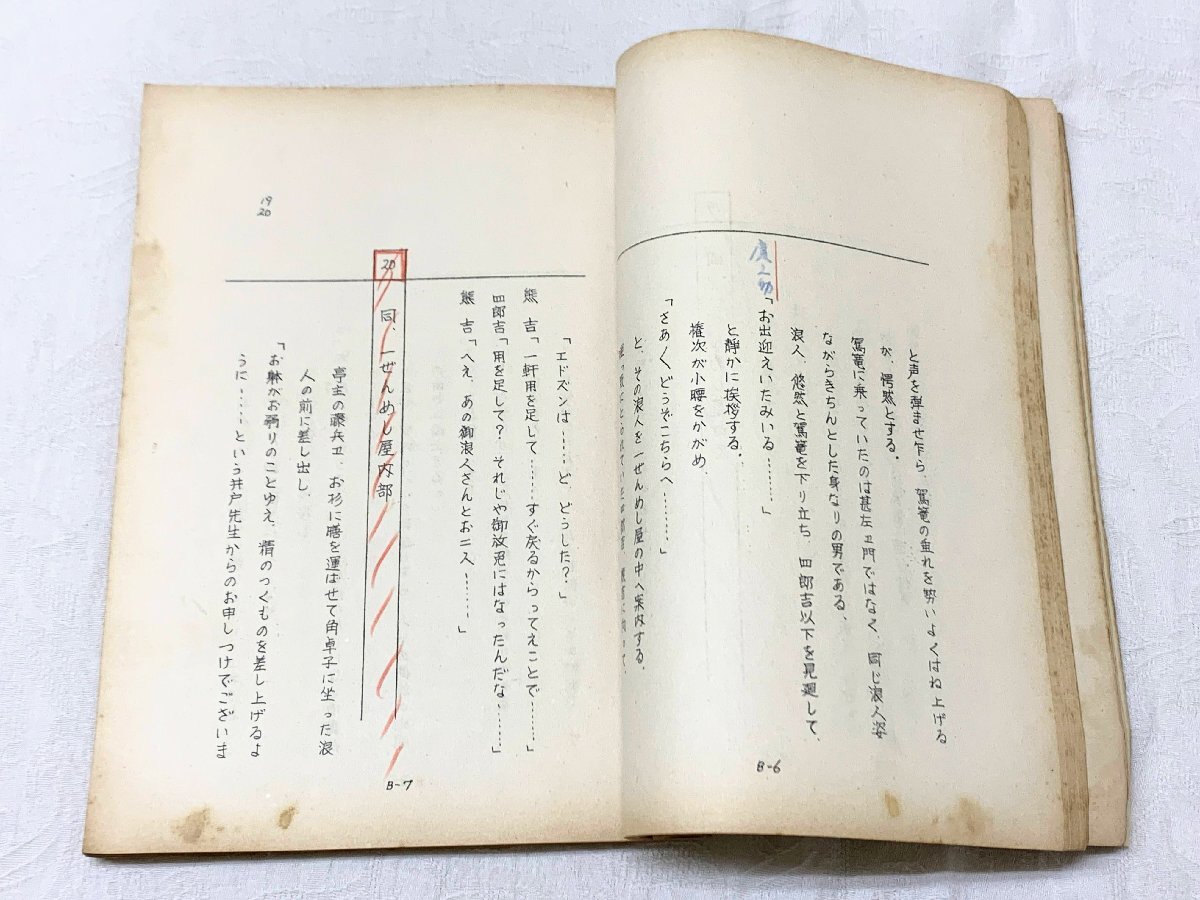 と声を弾ませ乍ら、駕篭の垂れを勢いよくはね上げる
が、愕然とする。
駕篭に乗っていたのは甚左ヱ門ではなく、同じ浪人姿
ながらきちんとした身なりの男である、
浪人、悠然と駕篭を下り立ち、四郎吉以下を見廻して、
鷹之助
「お出迎えいたみいる………」
と静かに挨拶する。
権次が小腰をかがめ、
「さあ〱どうぞこちらへ………」
と、その浪人を一ぜんめし屋の中へ案内する。
B-6
「エドズンは……ど、どうした?」
熊吉「一軒用を足して………すぐ戻るからってえことで……」
四郎吉「用を足して? それじや御放免にはなったんだな……」
熊吉「へえ、あの御浪人さんとお二人……」
20
同、一ぜんめし屋内部
19
20
亭主の藤兵ヱ、お杉に膳を運ばせて角卓子に坐った浪
人の前に差し出し、
「お躰がお弱りのことゆえ、精のつくものを差し上げるよ
うに……という井戸先生からのお申しつけでございま
B-7